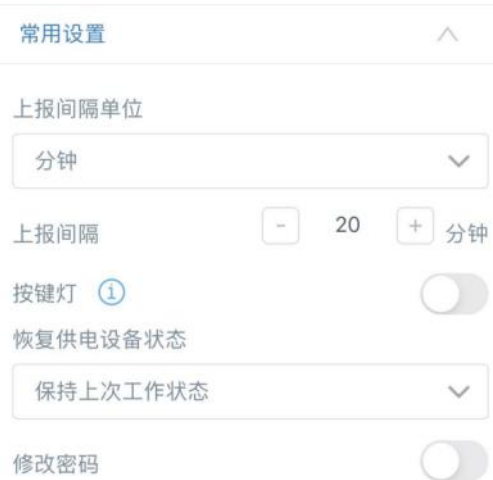 常用设置
上报间隔单位
分钟
上报间隔 - 20 + 分钟
按键灯 i
恢复供电设备状态
保持上次工作状态
修改密码